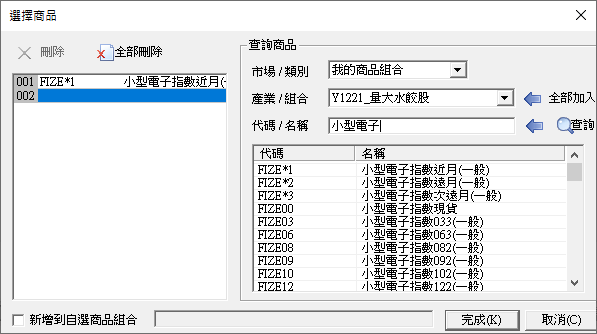 選擇商品
刪除
全部刪除
001 FIZE*1 小型電子指數近月(一
002
查詢商品
市場 / 類別 我的商品組合
產業 / 組合 Y1221_量大水餃股 全部加入
代碼 / 名稱 小型電子 查詢
代碼 名稱
FIZE*1 小型電子指數近月(一般)
FIZE*2 小型電子指數遠月(一般)
FIZE*3 小型電子指數次遠月(一般)
FIZE00 小型電子指數現貨
FIZE03 小型電子指數033(一般)
FIZE06 小型電子指數063(一般)
FIZE08 小型電子指數082(一般)
FIZE09 小型電子指數092(一般)
FIZE10 小型電子指數102(一般)
FIZE12 小型電子指數122(一般)
新增到自選商品組合
完成(K)
取消(C)